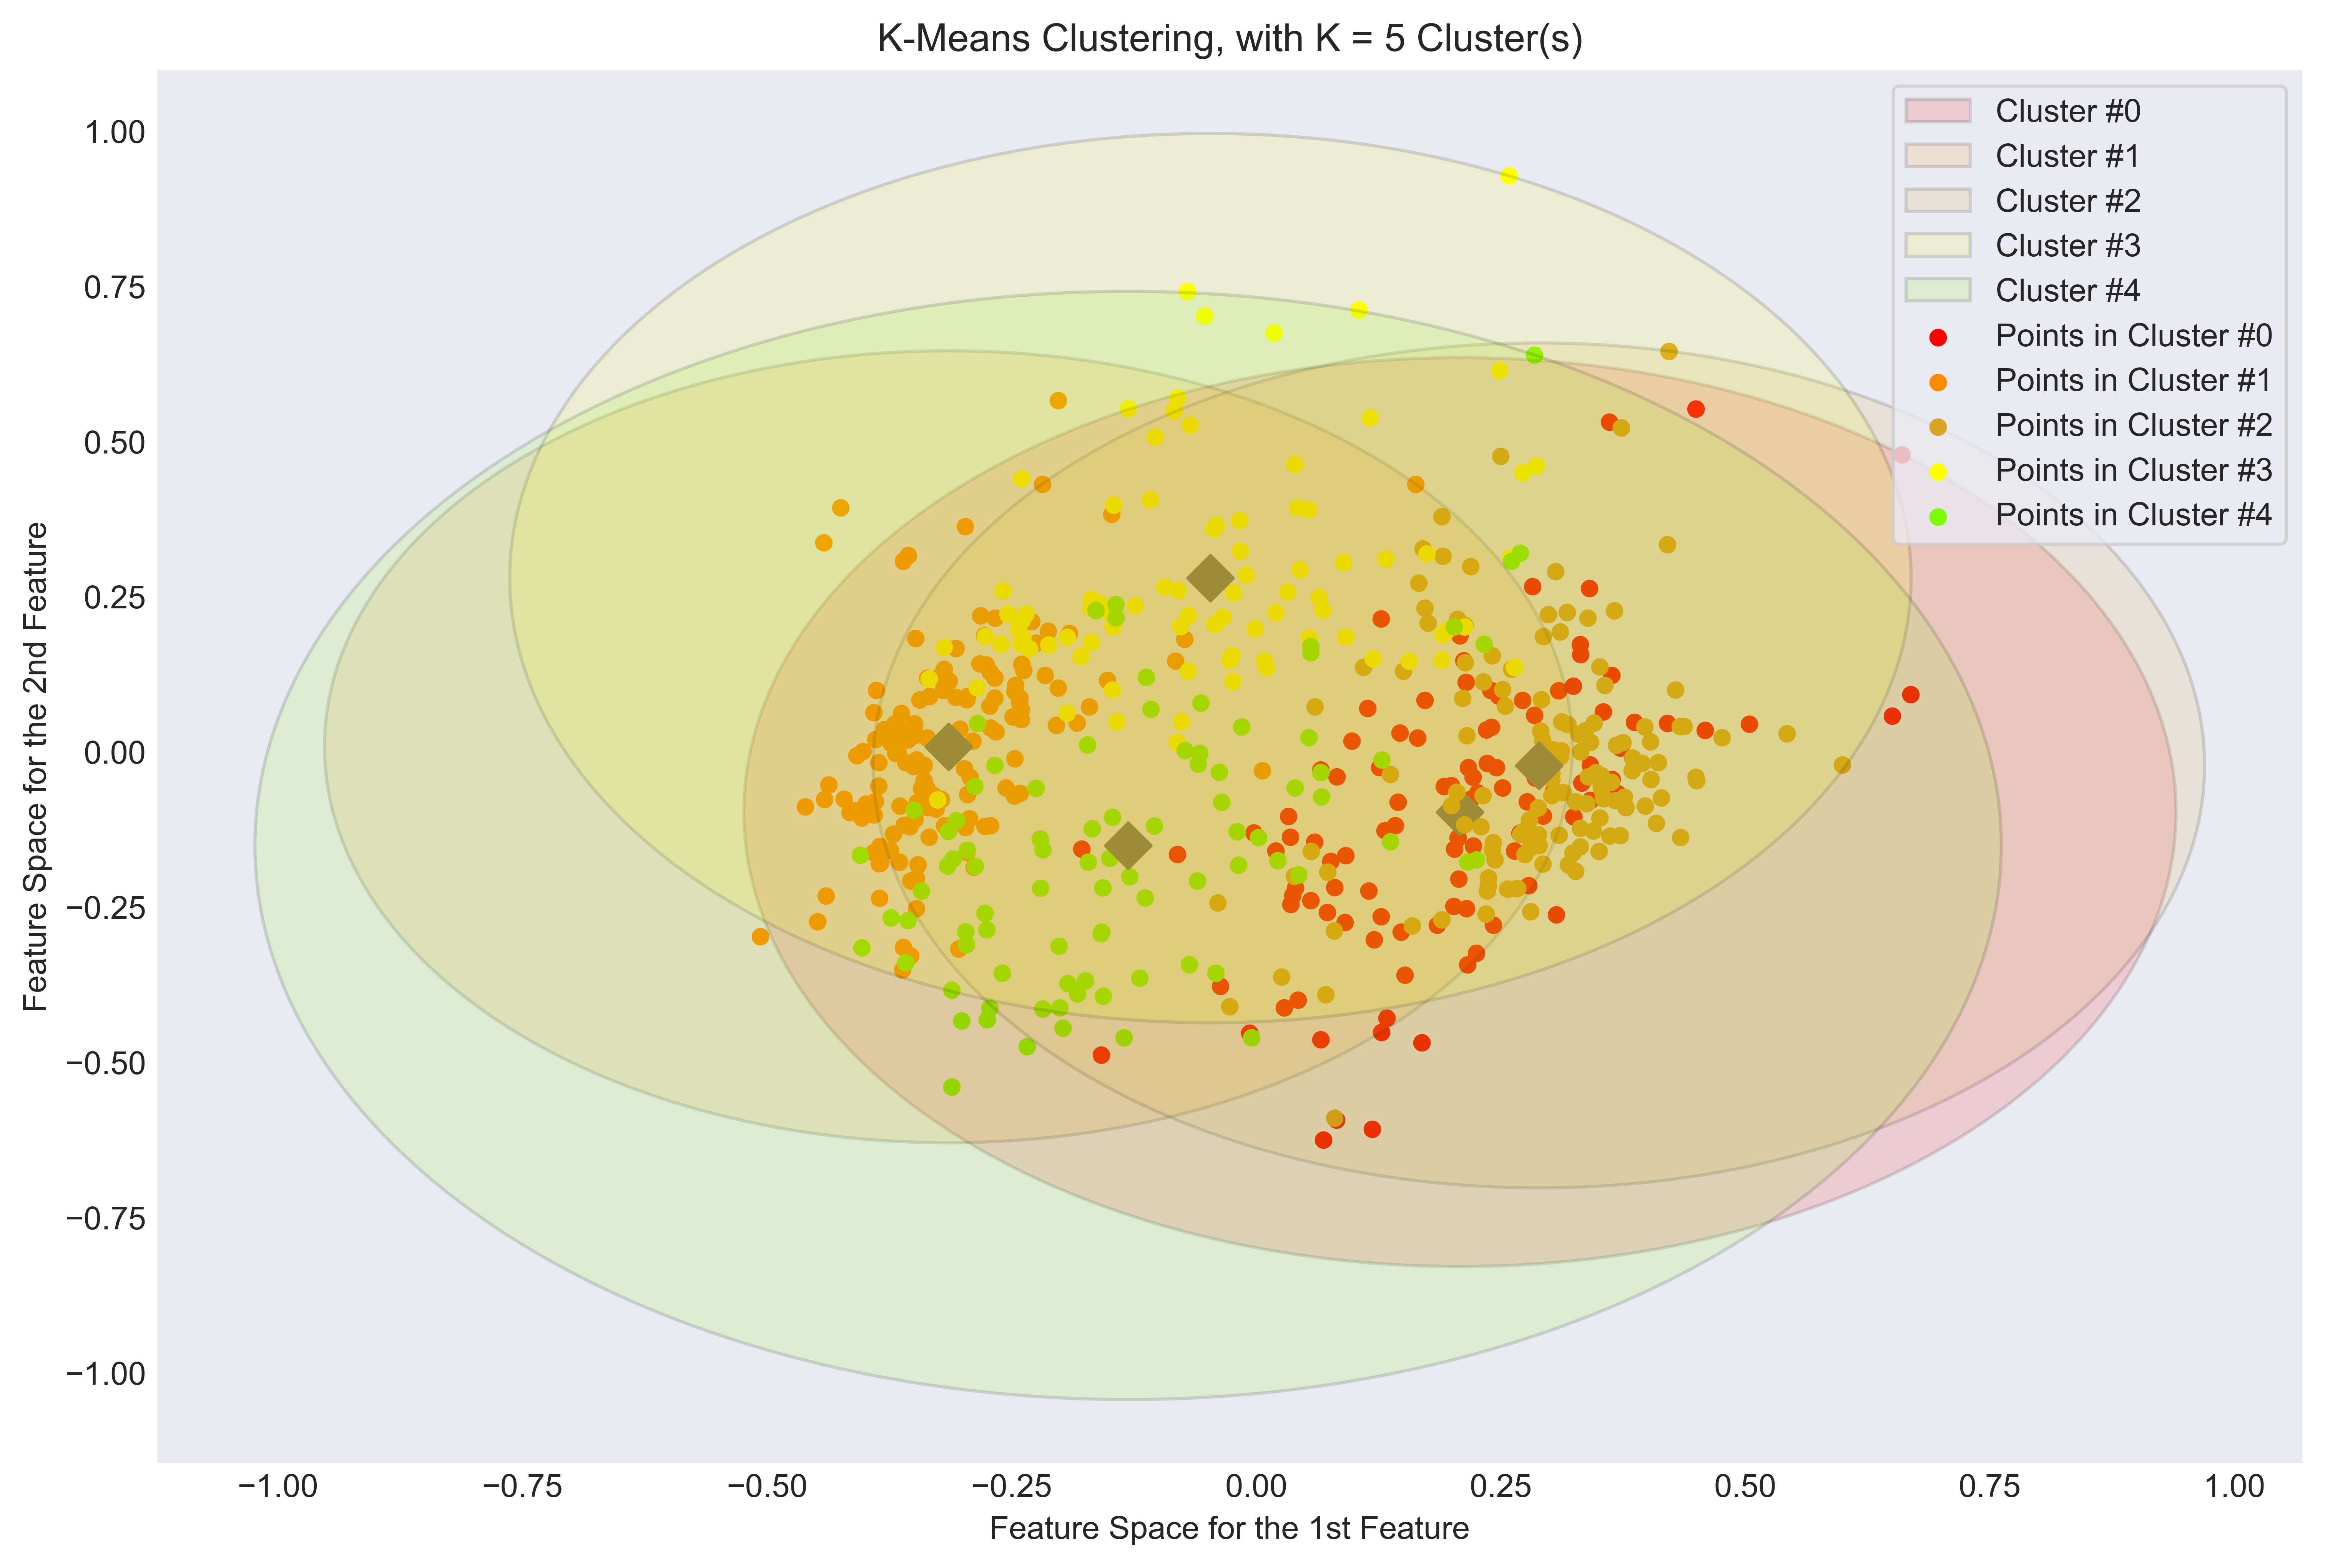 K-Means Clustering, with K = 5 Cluster(s)
Cluster #0
Cluster #1
Cluster #2
Cluster #3
Cluster #4
Points in Cluster #0
Points in Cluster #1
Points in Cluster #2
Points in Cluster #3
Points in Cluster #4
1.00
0.75
0.50
0.25
0.00
−0.25
−0.50
−0.75
−1.00
Feature Space for the 2nd Feature
−1.00 −0.75 −0.50 −0.25 0.00 0.25 0.50 0.75 1.00
Feature Space for the 1st Feature